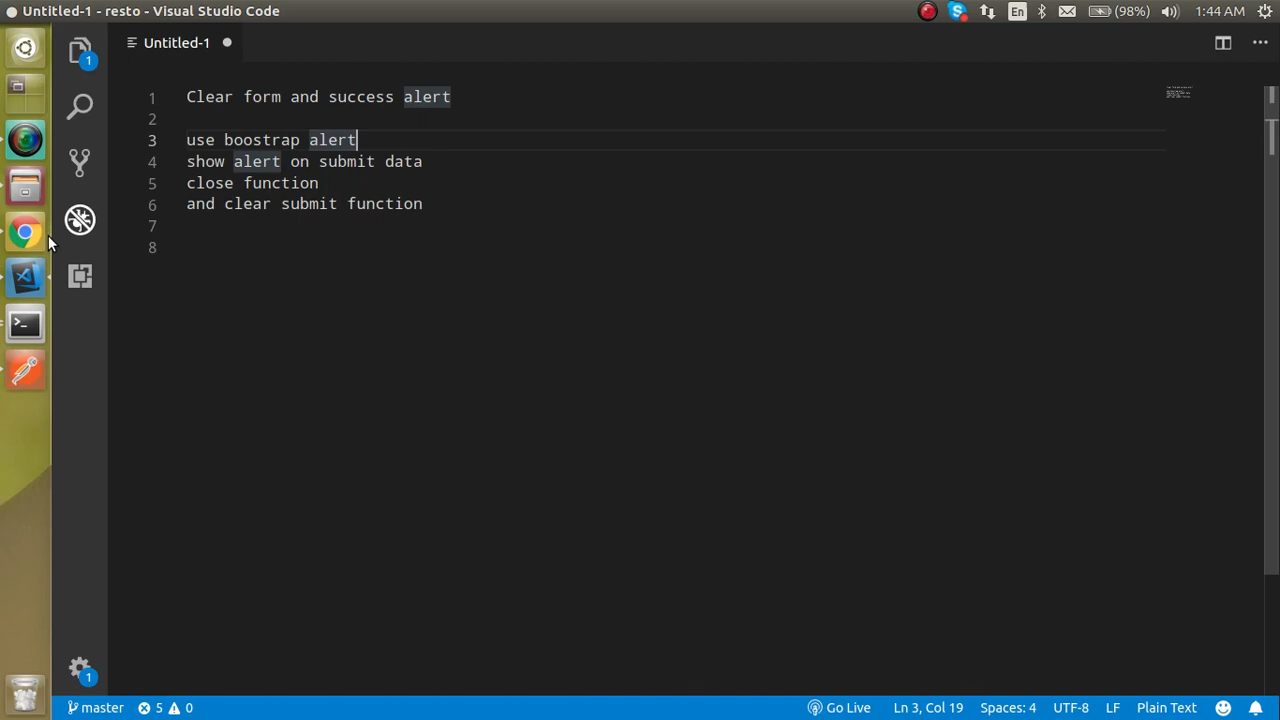 Untitled-1 - resto - Visual Studio Code
En
(98%)
1:44 AM
1
Untitled-1
1 Clear form and success alert
2
3 use boostrap alert
4 show alert on submit data
5 close function
6 and clear submit function
7
8
1
master 5 0 Go Live Ln 3, Col 19 Spaces: 4 UTF-8 LF Plain Text